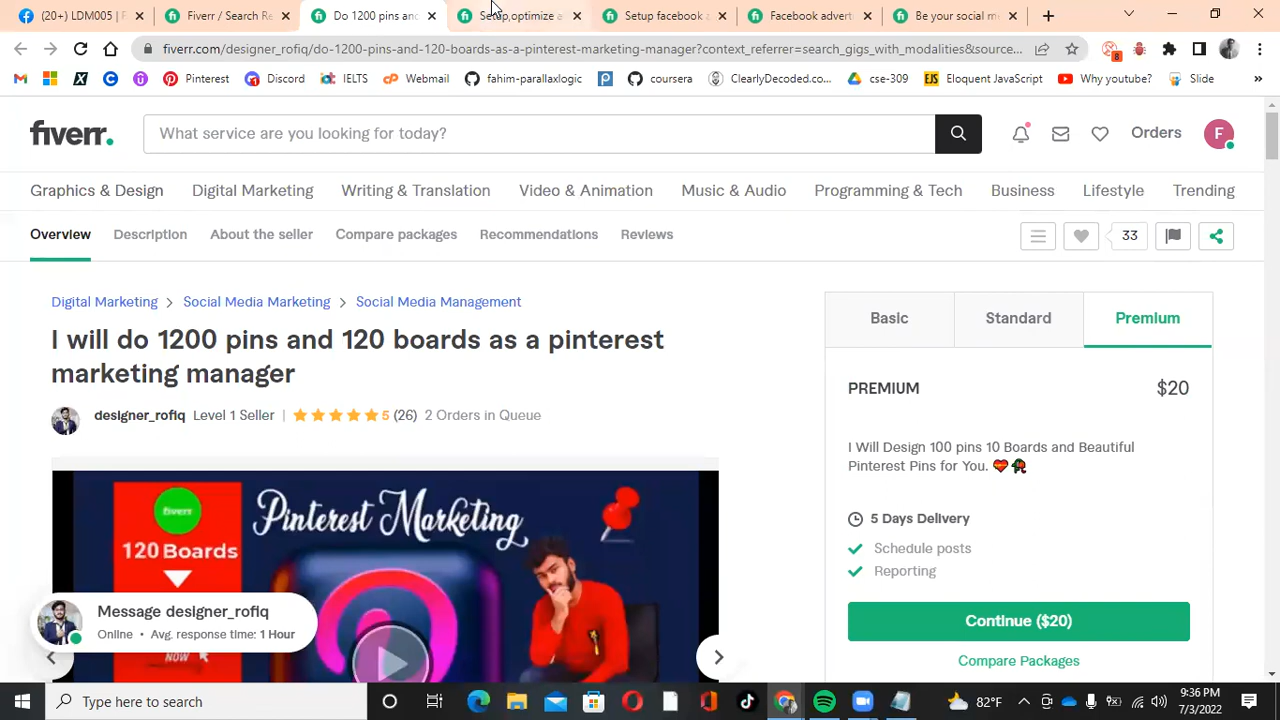 (20+) LDM005 |
Fiverr / Search Re
Do 1200 pins and
Setup, optimize
Setup facebook a
Facebook advert
Be your social m
fiverr.com/designer_rofiq/do-1200-pins-and-120-boards-as-a-pinterest-marketing-manager?context_referrer=search_gigs_with_modalities&source...
8
Pinterest
Discord
IELTS
Webmail
fahim-parallaxlogic
coursera
ClearlyDecoded.co...
cse-309
EJS
Eloquent JavaScript
Why youtube?
Slide
»
fiverr.
What service are you looking for today?
Orders
F
Graphics & Design
Digital Marketing
Writing & Translation
Video & Animation
Music & Audio
Programming & Tech
Business
Lifestyle
Trending
Overview
Description
About the seller
Compare packages
Recommendations
Reviews
33
Digital Marketing > Social Media Marketing > Social Media Management
I will do 1200 pins and 120 boards as a pinterest
marketing manager
designer_rofiq Level 1 Seller | 5 (26) 2 Orders in Queue
Basic
Standard
Premium
PREMIUM
$20
I Will Design 100 pins 10 Boards and Beautiful
Pinterest Pins for You.
5 Days Delivery
Schedule posts
Reporting
Continue ($20)
Compare Packages
fiverr.
120 Boards
NOW
Pinterest Marketing
Message designer_rofiq
Online • Avg. response time: 1 Hour
Type here to search
82°F
9:36 PM
7/3/2022